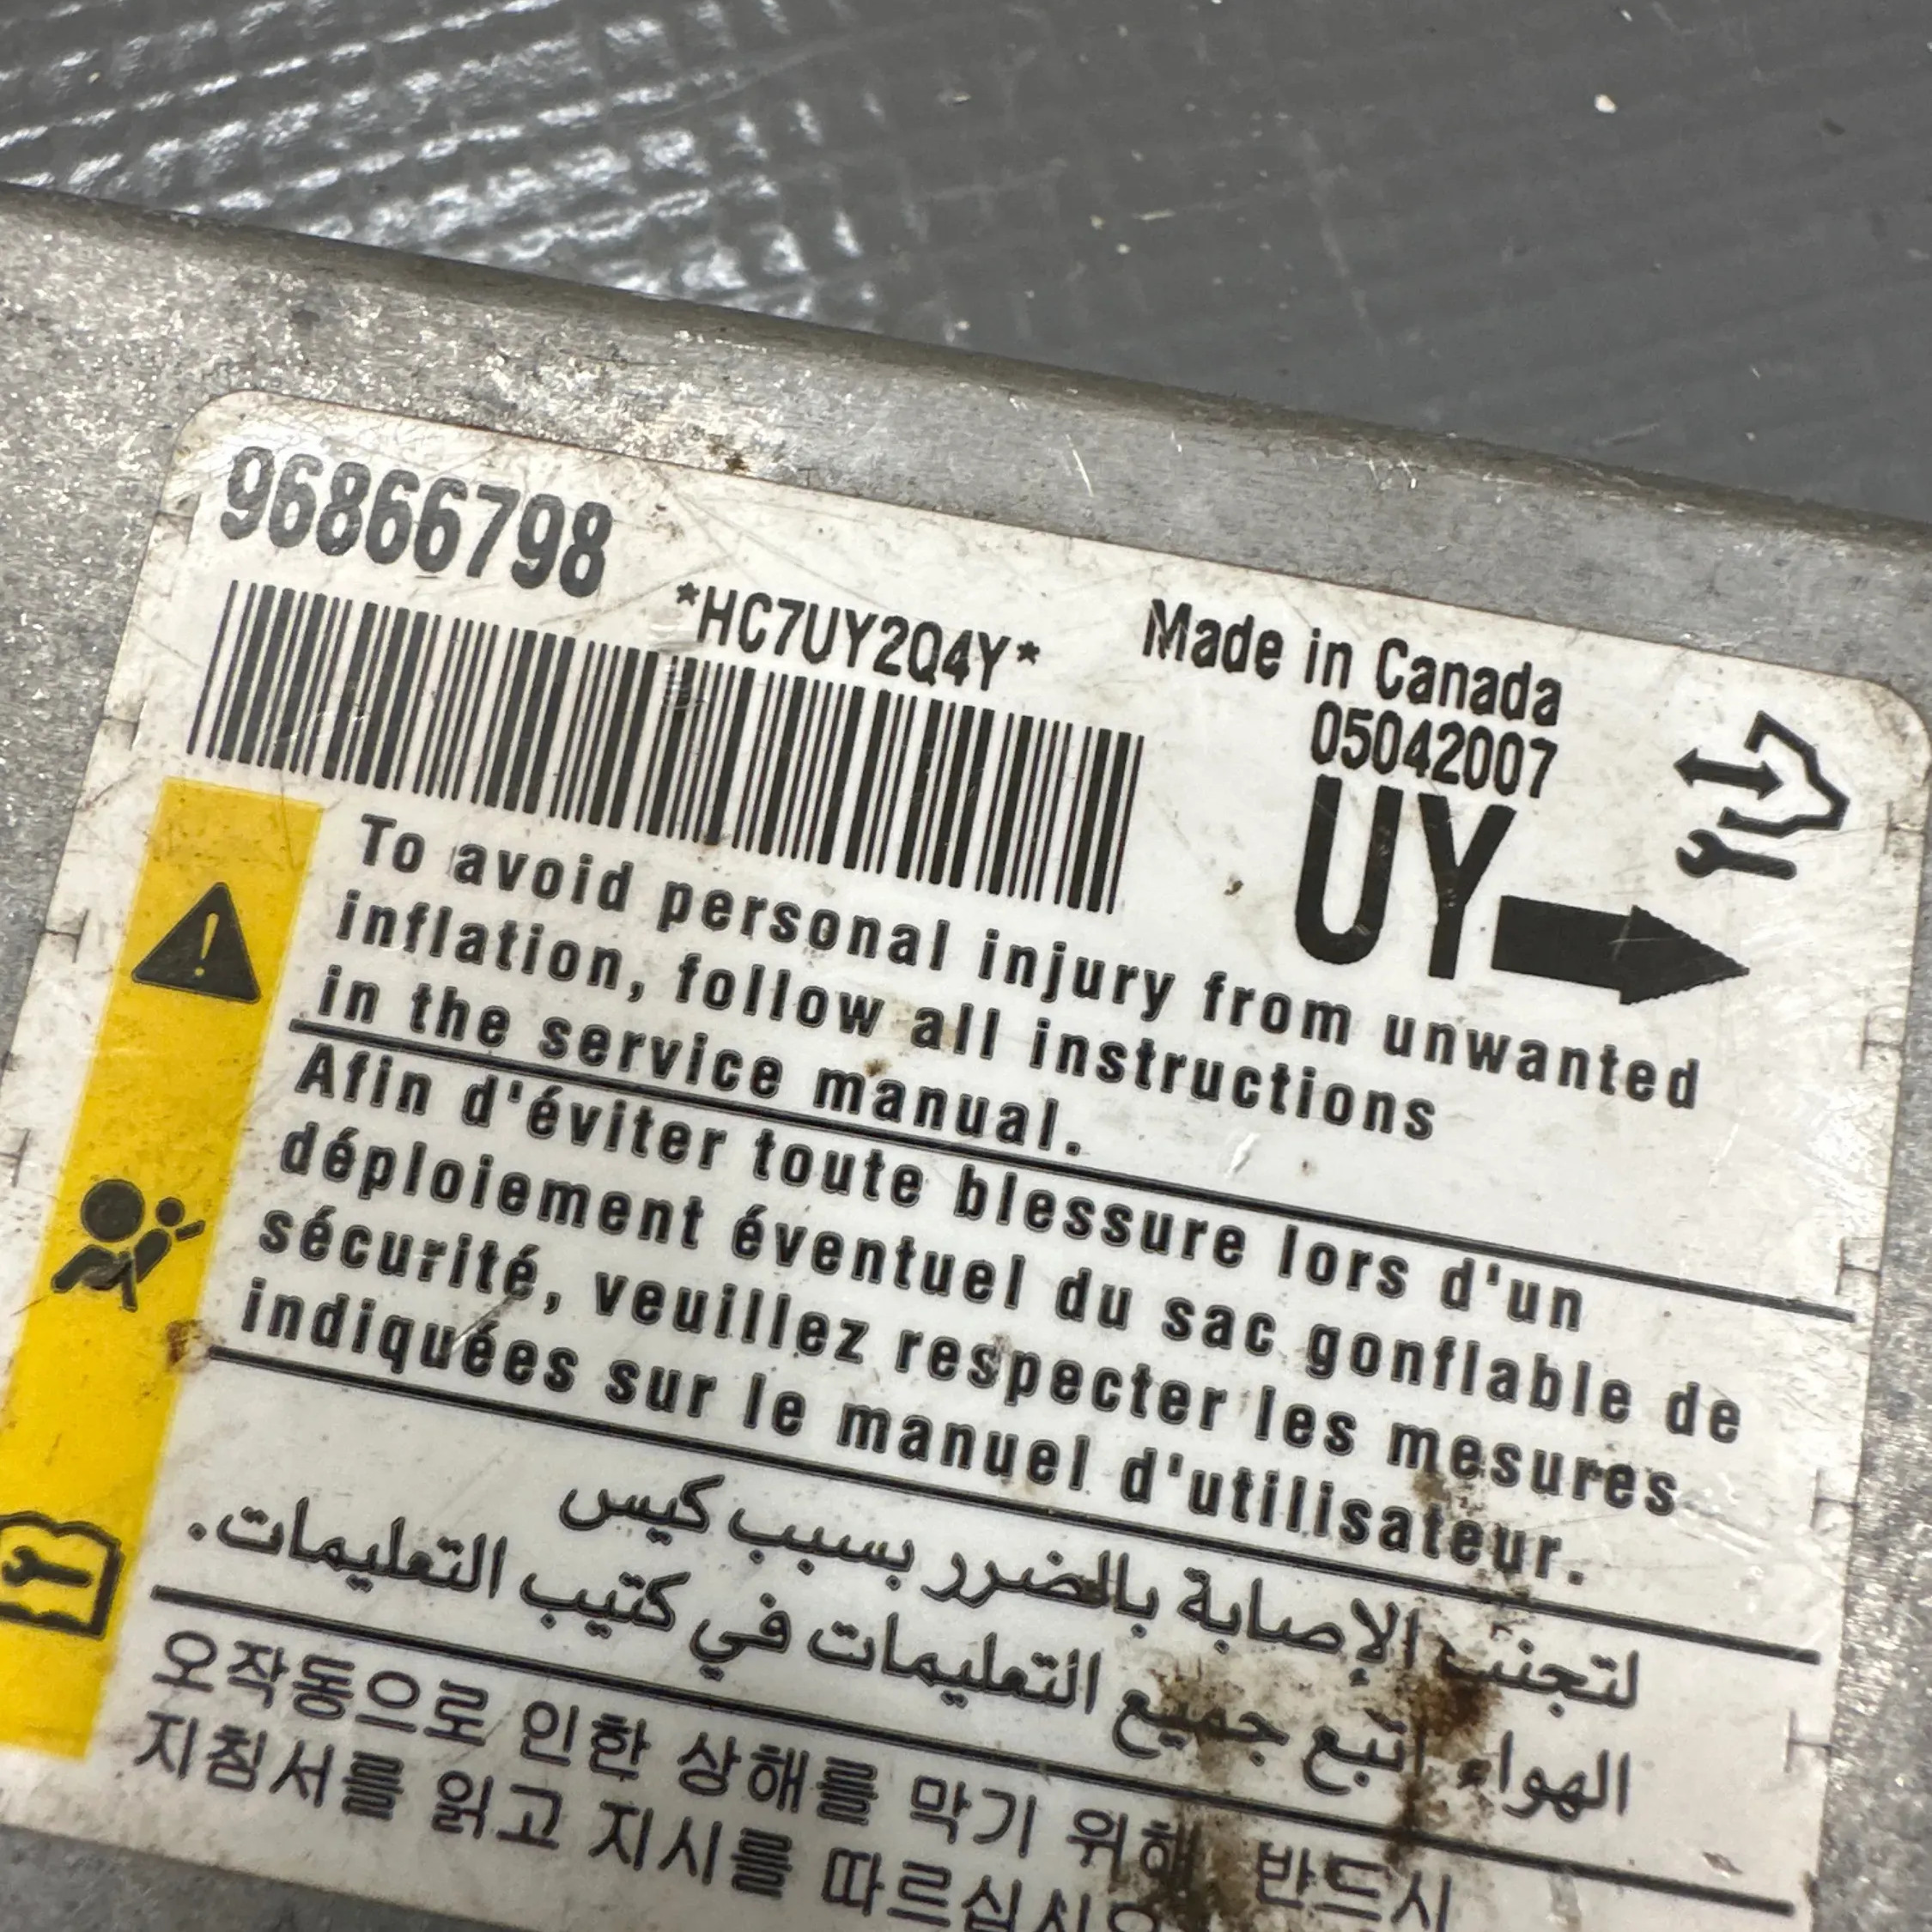 96866798
*HC7UY2Q4Y*
Made in Canada
05042007
UY
To avoid personal injury from unwanted
inflation, follow all instructions
in the service manual.
Afin d'éviter toute blessure lors d'un
déploiement éventuel du sac gonflable de
sécurité, veuillez respecter les mesures
indiquées sur le manuel d'utilisateur.
لتجنب الإصابة بالضرر بسبب كيس
الهواء اتبع جميع التعليمات في كتيب التعليمات.
오작동으로 인한 상해를 막기 위해 반드시
지침서를 읽고 지시를 따르십시오